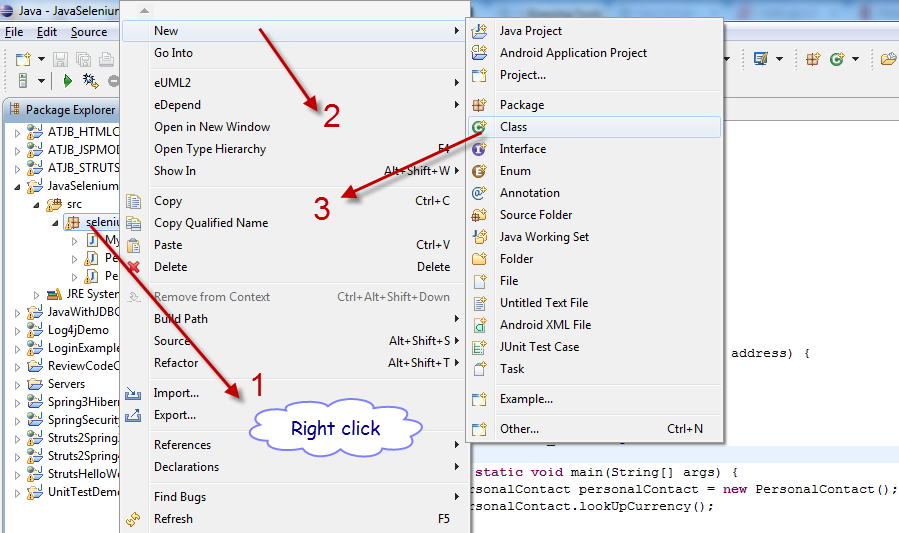 Java - JavaSelenium
File Edit Source
Package Explorer
ATJB_HTMLC
ATJB_JSPMOD
ATJB_STRUTS
JavaSelenium
src
seleniu
My
Pe
Pe
JRE System
JavaWithJDBC
Log4jDemo
LoginExample
ReviewCodeC
Servers
Spring3Hiber
SpringSecurity
Struts2Spring
Struts2Spring4
StrutsHelloWo
UnitTestDemo
New
Go Into
eUML2
eDepend
Open in New Window
Open Type Hierarchy F4
Show In Alt+Shift+W
Copy Ctrl+C
Copy Qualified Name
Paste Ctrl+V
Delete Delete
Remove from Context Ctrl+Alt+Shift+Down
Build Path
Source Alt+Shift+S
Refactor Alt+Shift+T
Import...
Export...
References
Declarations
Find Bugs
Refresh F5
Java Project
Android Application Project
Project...
Package
Class
Interface
Enum
Annotation
Source Folder
Java Working Set
Folder
File
Untitled Text File
Android XML File
JUnit Test Case
Task
Example...
Other... Ctrl+N
1
Right click
2
3
address) {
static void main(String[] args) {
rsonalContact personalContact = new PersonalContact();
rsonalContact.lookUpCurrency();